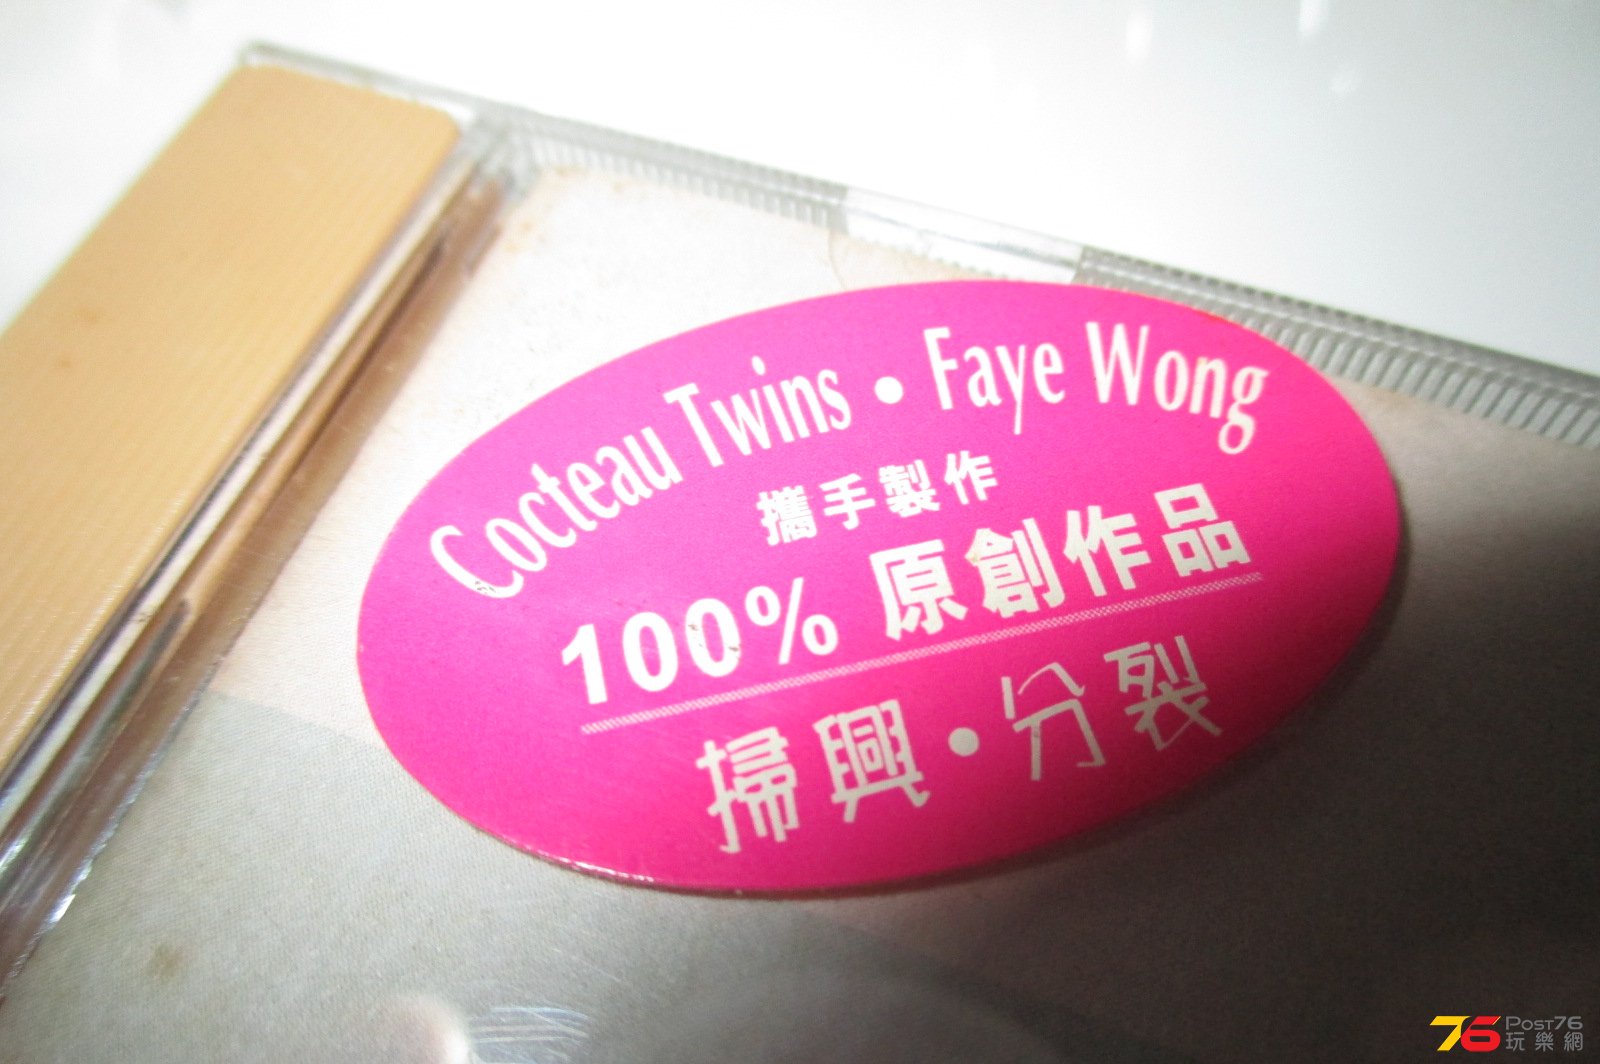 Cocteau Twins • Faye Wong
攜手製作
100% 原創作品
掃興•分裂
76 POST76
玩樂網